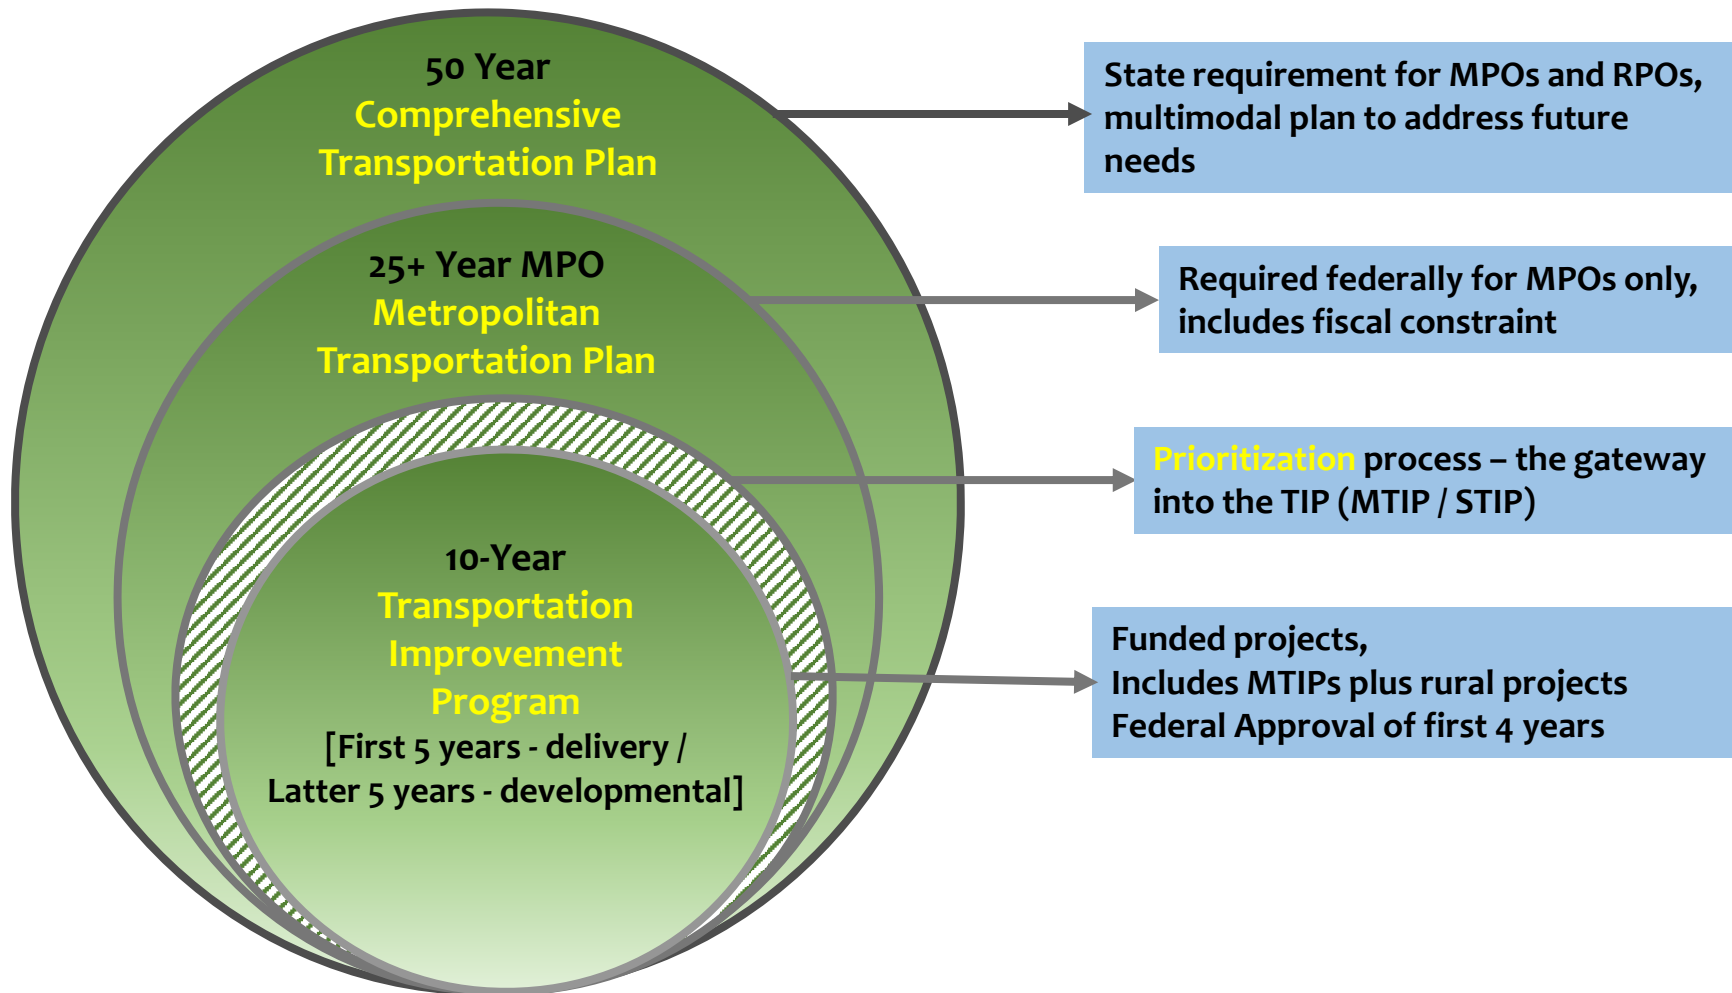 50 Year
Comprehensive
Transportation Plan
State requirement for MPOs and RPOs,
multimodal plan to address future
needs
25+ Year MPO
Metropolitan
Transportation Plan
Required federally for MPOs only,
includes fiscal constraint
Prioritization process – the gateway
into the TIP (MTIP / STIP)
10-Year
Transportation
Improvement
Program
[First 5 years - delivery /
Latter 5 years - developmental]
Funded projects,
Includes MTIPs plus rural projects
Federal Approval of first 4 years